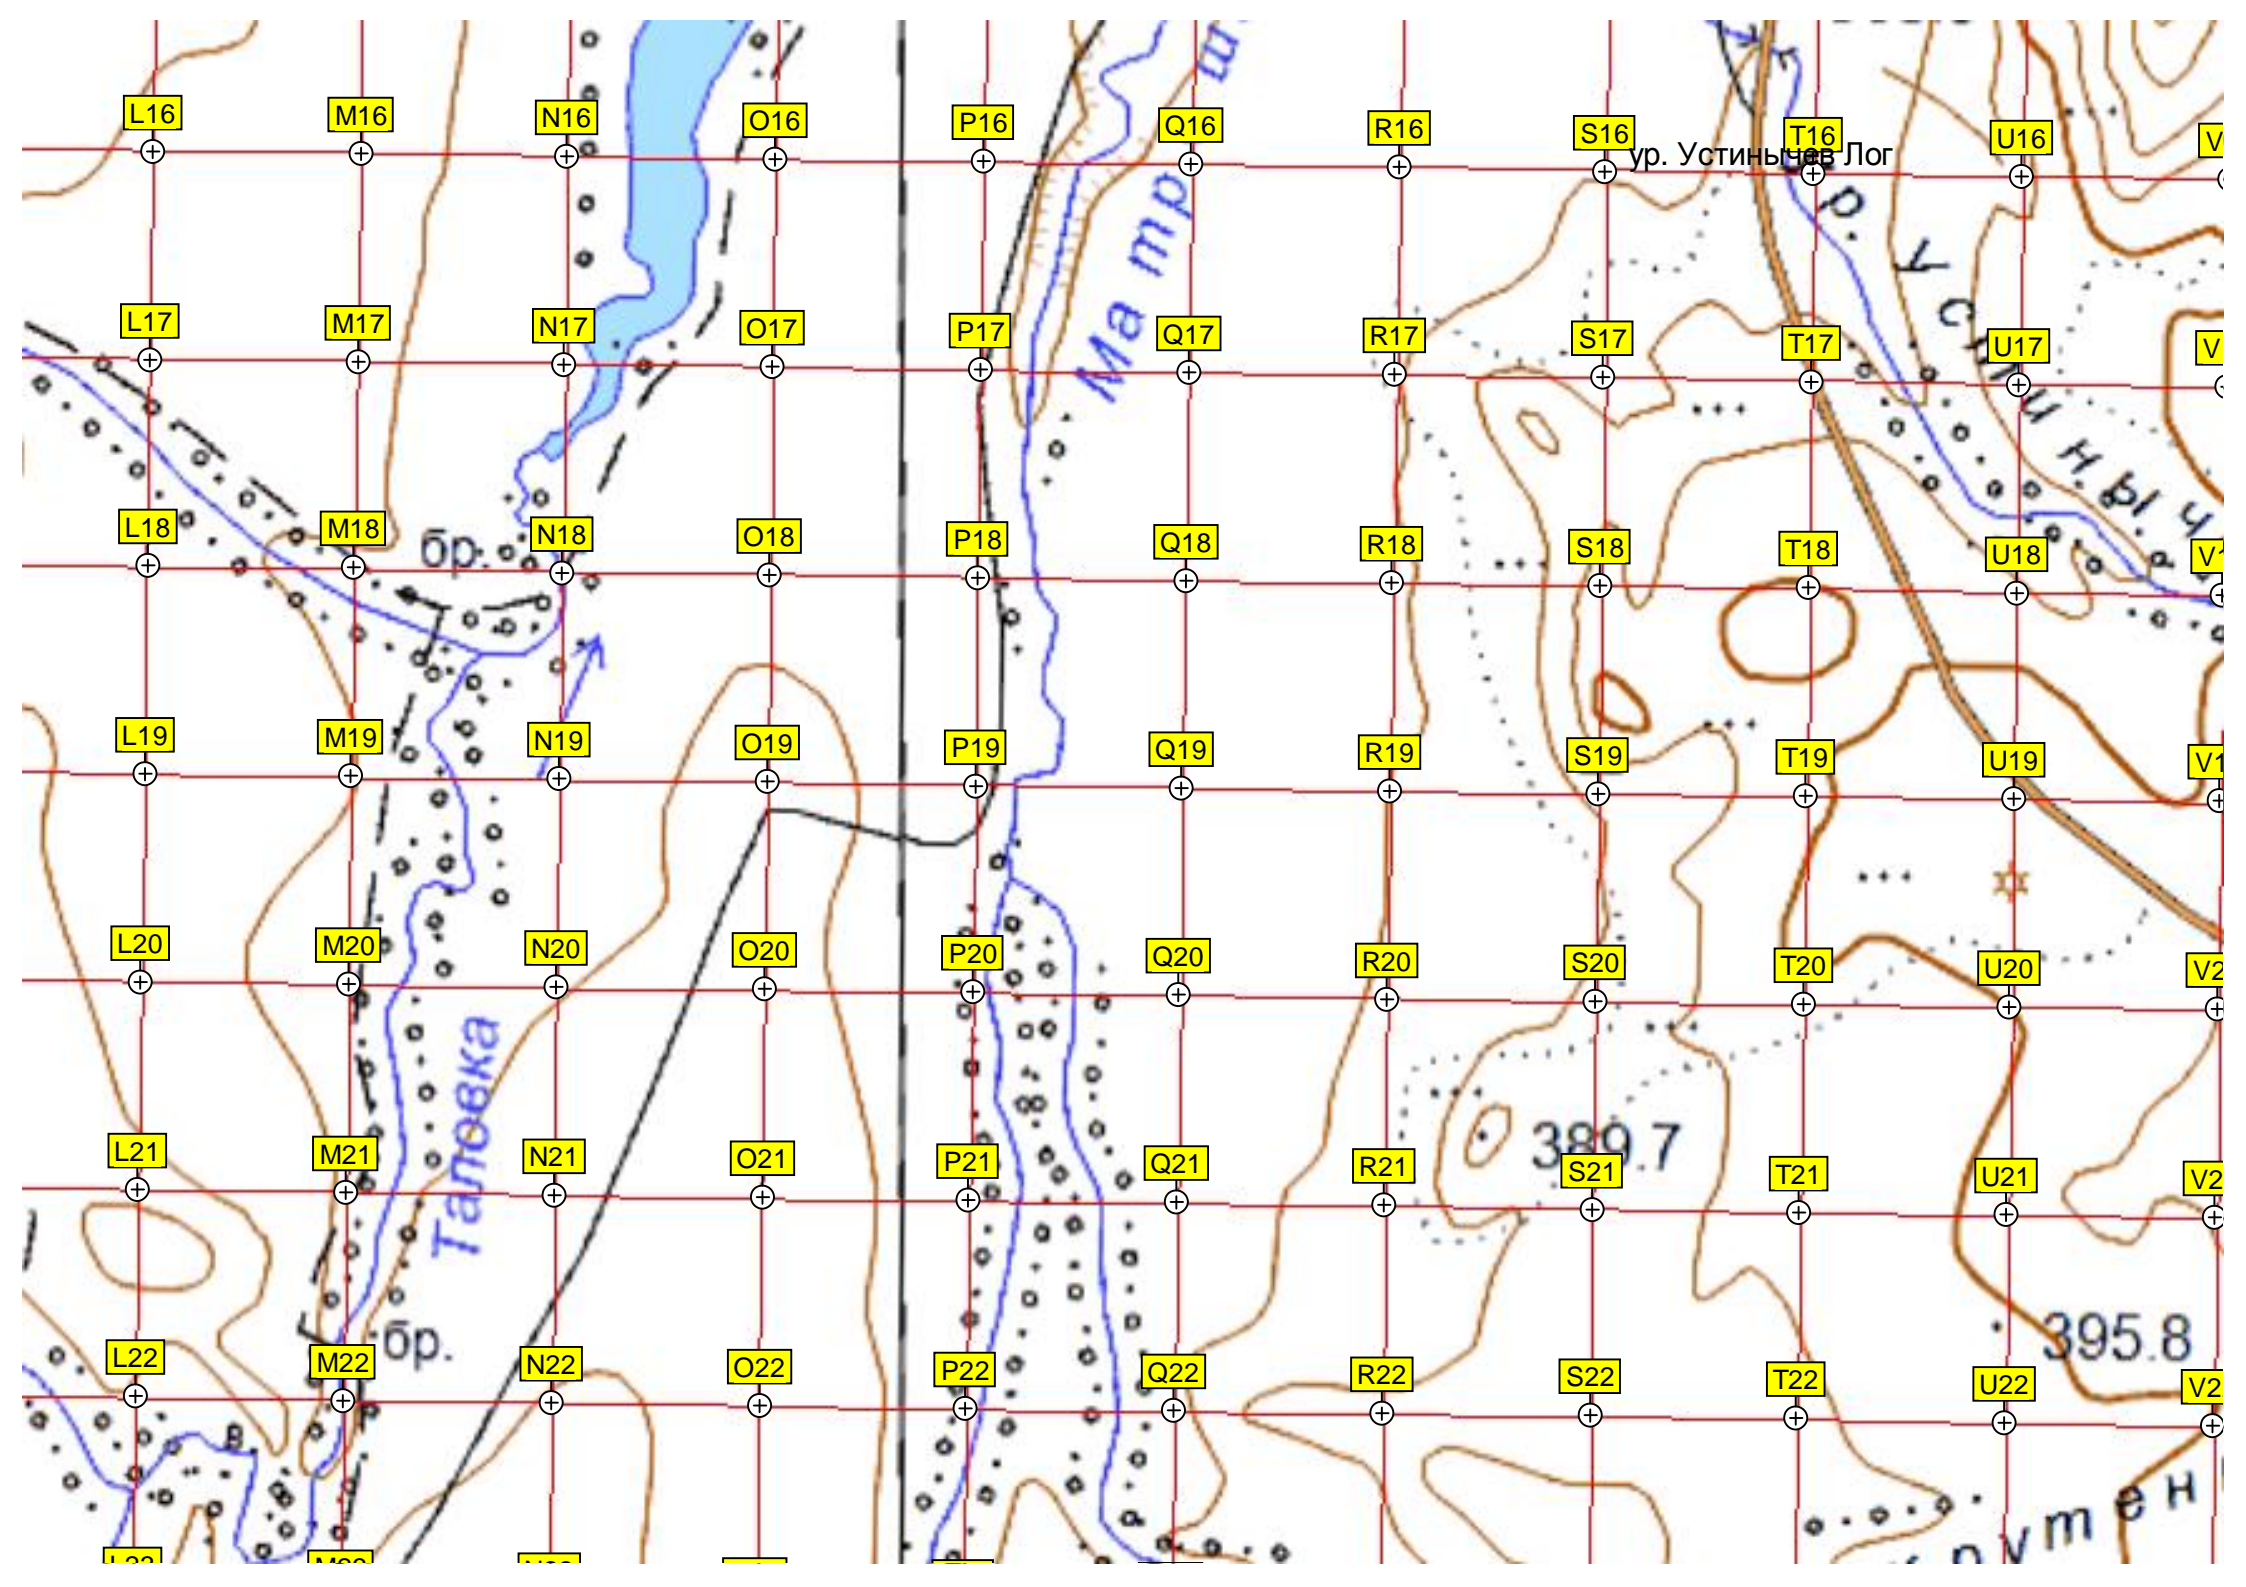 L16 M16 N16 O16 P16 Q16 R16 S16 T16 U16
ур. Устинычев Лог
L17 M17 N17 O17 P17 Q17 R17 S17 T17 U17
Ма тр
р. Устиныч
L18 M18 бр. N18 O18 P18 Q18 R18 S18 T18 U18
L19 M19 N19 O19 P19 Q19 R19 S19 T19 U19
L20 M20 N20 O20 P20 Q20 R20 S20 T20 U20
Таловка
389.7
L21 M21 N21 O21 P21 Q21 R21 S21 T21 U21
бр.
395.8
L22 M22 N22 O22 P22 Q22 R22 S22 T22 U22